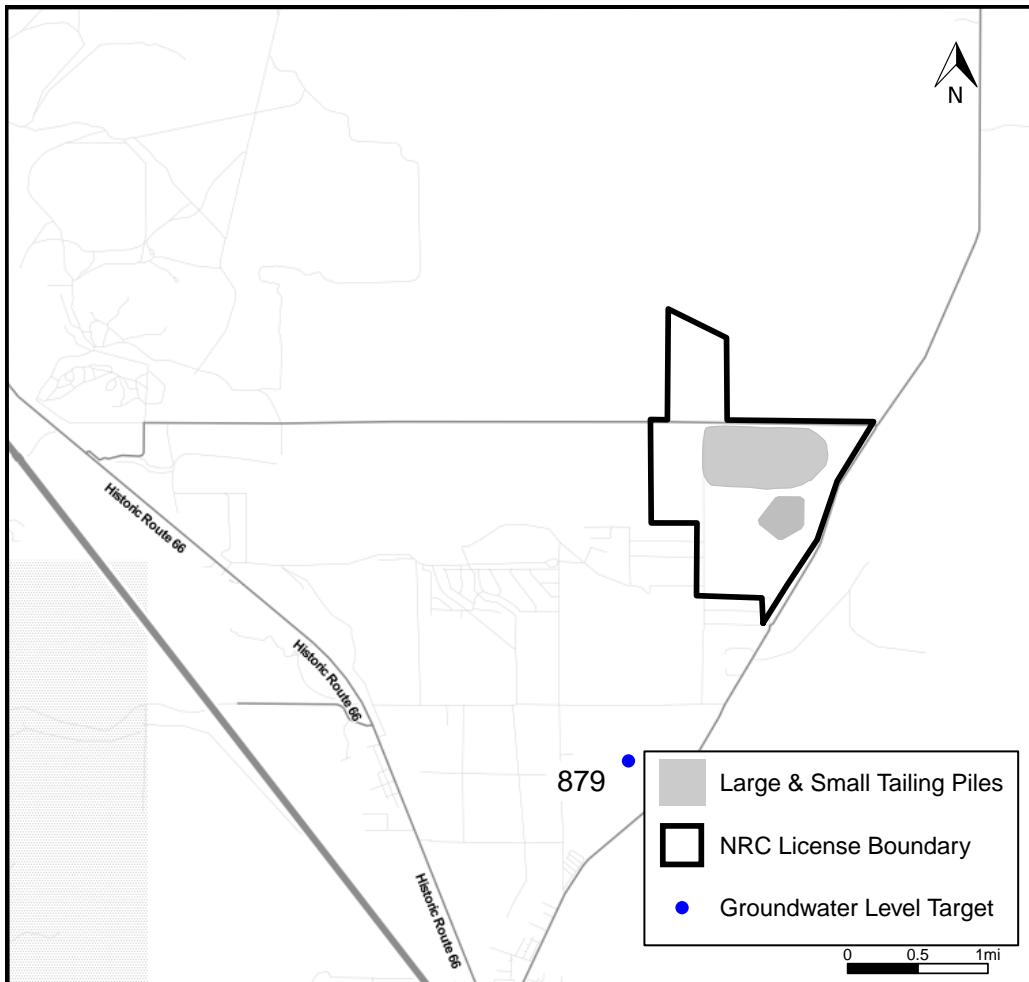 N
Historic Route 66
Historic Route 66
879
Large & Small Tailing Piles
NRC License Boundary
Historic Route 66
Groundwater Level Target
0 0.5 1mi